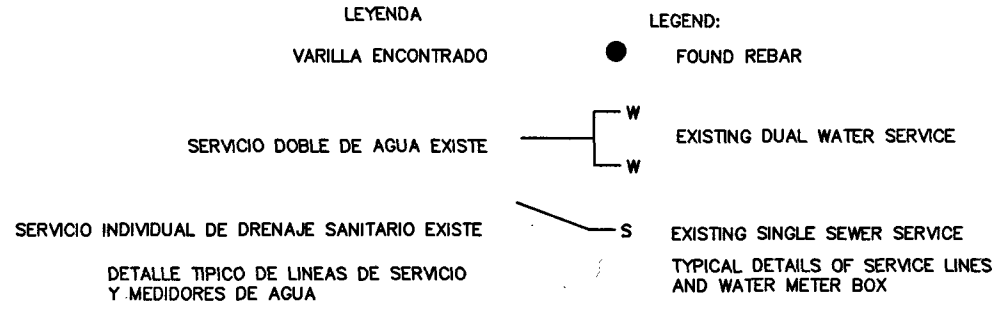 LEYENDA LEGEND:
VARILLA ENCONTRADO FOUND REBAR
W
SERVICIO DOBLE DE AGUA EXISTE EXISTING DUAL WATER SERVICE
W
SERVICIO INDIVIDUAL DE DRENAJE SANITARIO EXISTE S EXISTING SINGLE SEWER SERVICE
DETALLE TIPICO DE LINEAS DE SERVICIO TYPICAL DETAILS OF SERVICE LINES
Y MEDIDORES DE AGUA AND WATER METER BOX